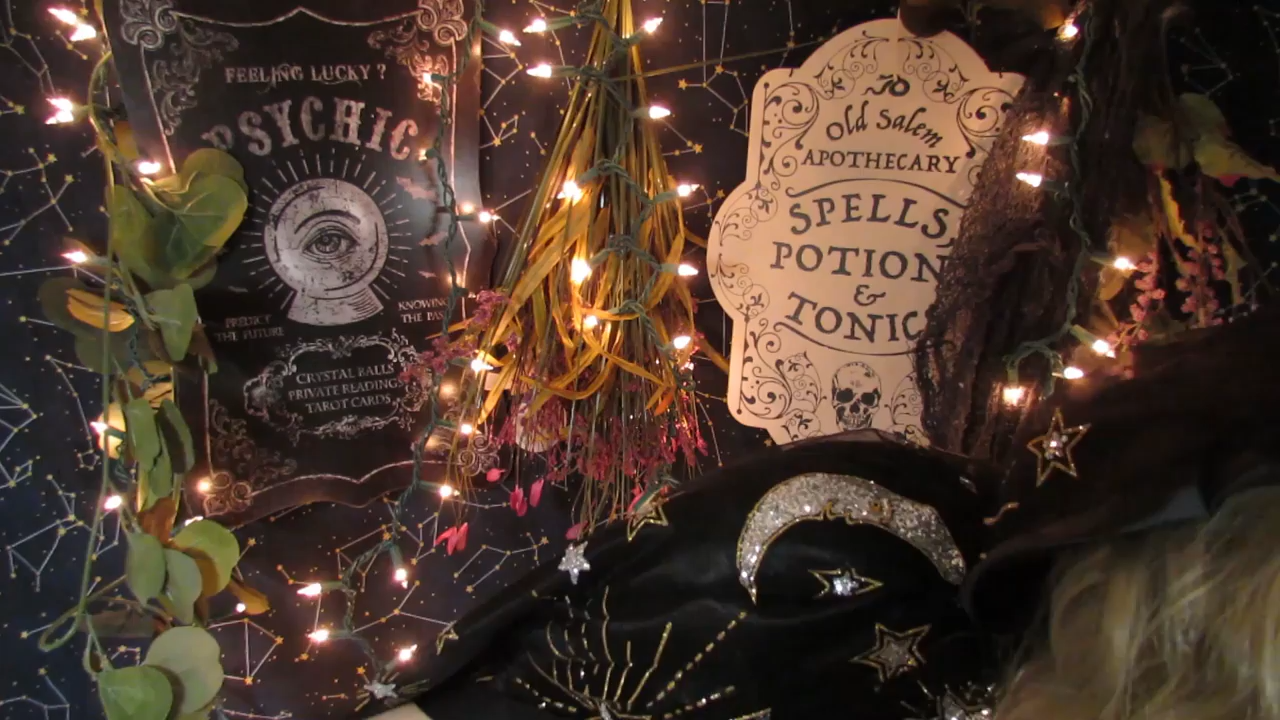 FEELING LUCKY?
PSYCHIC
PREDICT
THE FUTURE
KNOWING
THE PAST
CRYSTAL BALLS
PRIVATE READINGS
TAROT CARDS
Old Salem
APOTHECARY
SPELLS,
POTION
&
TONIC